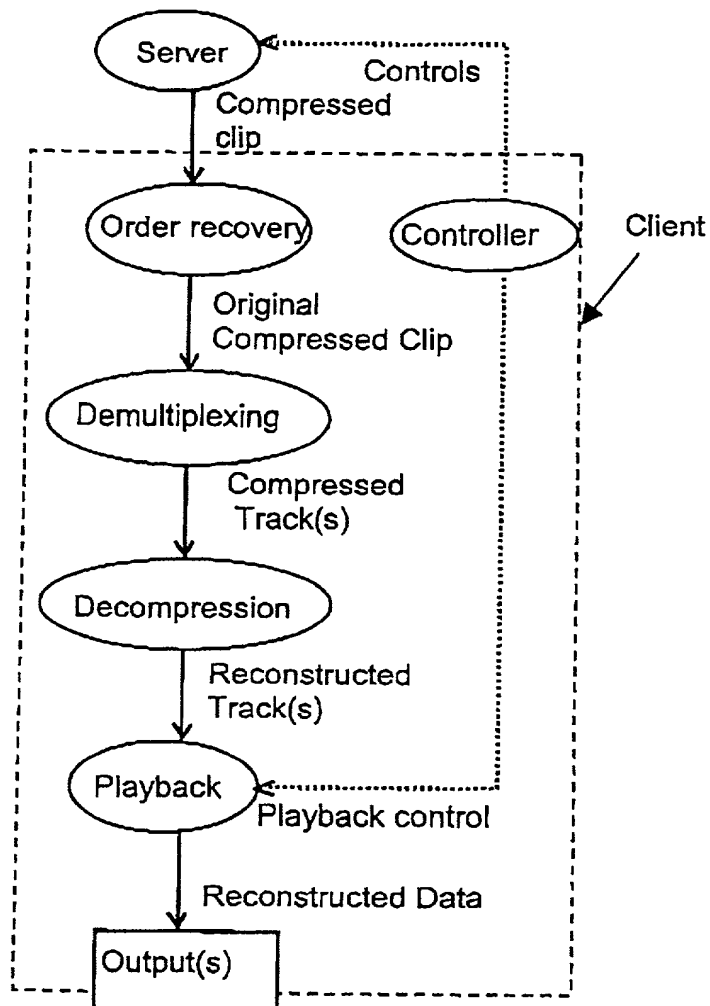 Server
Controls
Compressed
clip
Order recovery
Controller
Client
Original
Compressed Clip
Demultiplexing
Compressed
Track(s)
Decompression
Reconstructed
Track(s)
Playback
Playback control
Reconstructed Data
Output(s)